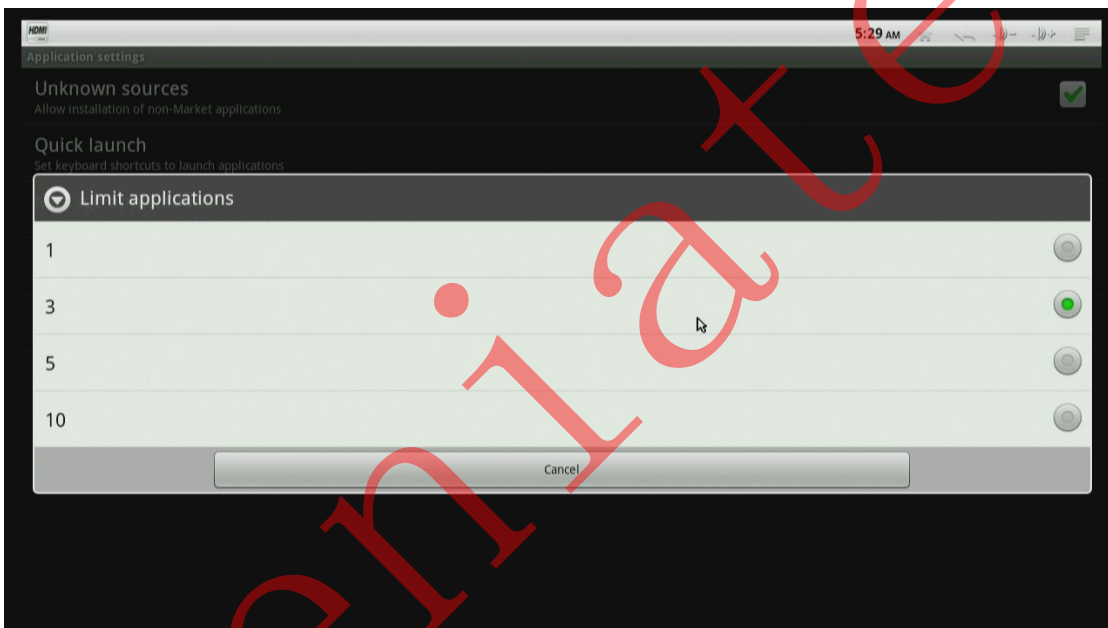 HDMI
5:29 AM
Application settings
Unknown sources
Allow installation of non-Market applications
Quick launch
Set keyboard shortcuts to launch applications
Limit applications
1
3
5
10
Cancel
eniate